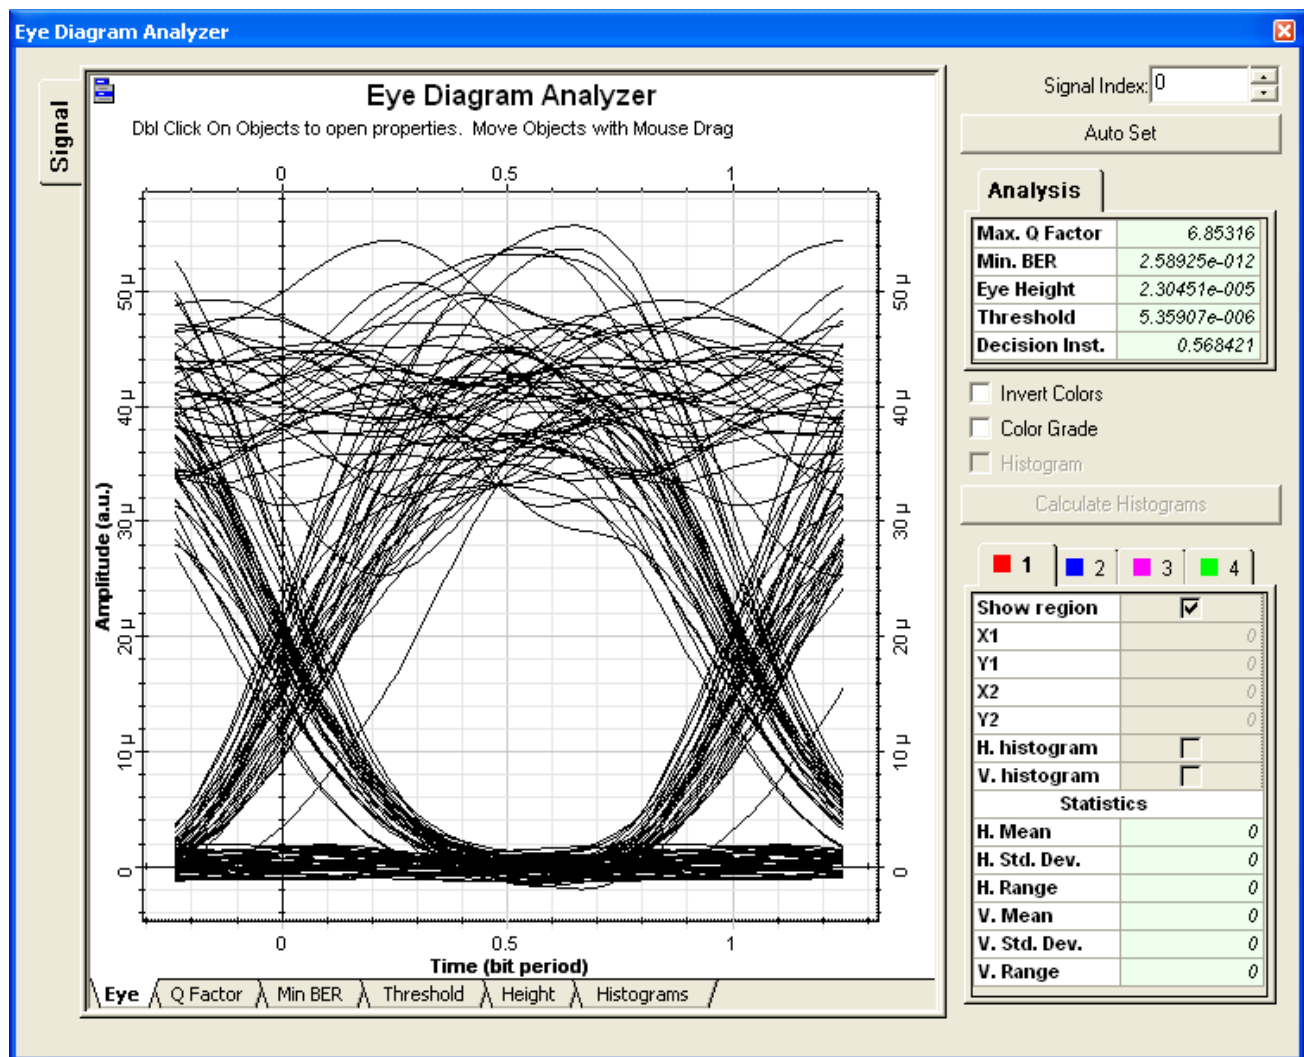 Eye Diagram Analyzer
Signal
Eye Diagram Analyzer
Dbl Click On Objects to open properties.  Move Objects with Mouse Drag
0 0.5 1
50 µ 50 µ
40 µ 40 µ
30 µ 30 µ
20 µ 20 µ
10 µ 10 µ
0 0
Amplitude (a.u.)
0 0.5 1
Time (bit period)
Eye Q Factor Min BER Threshold Height Histograms
Signal Index: 0
Auto Set
Analysis
Max. Q Factor 6.85316
Min. BER 2.58925e-012
Eye Height 2.30451e-005
Threshold 5.35907e-006
Decision Inst. 0.568421
Invert Colors
Color Grade
Histogram
Calculate Histograms
1 2 3 4
Show region
X1 0
Y1 0
X2 0
Y2 0
H. histogram
V. histogram
Statistics
H. Mean 0
H. Std. Dev. 0
H. Range 0
V. Mean 0
V. Std. Dev. 0
V. Range 0